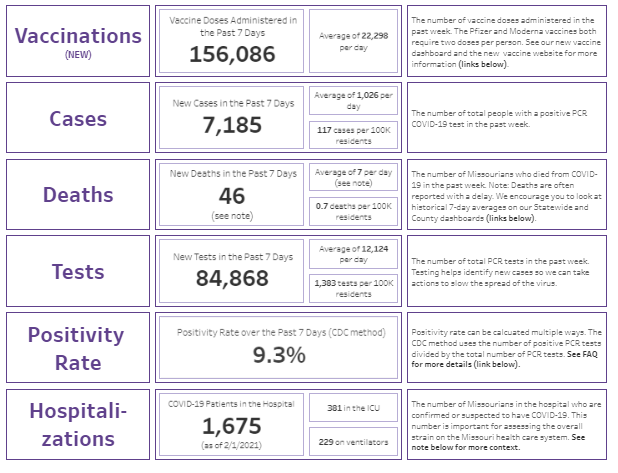 Vaccinations
(NEW)
Vaccine Doses Administered in
the Past 7 Days
156,086
Average of 22,298
per day
The number of vaccine doses administered in the
past week. The Pfizer and Moderna vaccines both
require two doses per person. See our new vaccine
dashboard and the new vaccine website for more
information (links below).
Cases
New Cases in the Past 7 Days
7,185
Average of 1,026 per
day
117 cases per 100K
residents
The number of total people with a positive PCR
COVID-19 test in the past week.
Deaths
New Deaths in the Past 7 Days
46
(see note)
Average of 7 per day
(see note)
0.7 deaths per 100K
residents
The number of Missourians who died from COVID-
19 in the past week. Note: Deaths are often
reported with a delay. We encourage you to look at
historical 7-day averages on our Statewide and
County dashboards (links below).
Tests
New Tests in the Past 7 Days
84,868
Average of 12,124
per day
1,383 tests per 100K
residents
The number of total PCR tests in the past week.
Testing helps identify new cases so we can take
actions to slow the spread of the virus.
Positivity
Rate
Positivity Rate over the Past 7 Days (CDC method)
9.3%
Positivity rate can be calcuated multiple ways. The
CDC method uses the number of positive PCR tests
divided by the total number of PCR tests. See FAQ
for more details (link below).
Hospitali-
zations
COVID-19 Patients in the Hospital
1,675
(as of 2/1/2021)
381 in the ICU
229 on ventilators
The number of Missourians in the hospital who are
confirmed or suspected to have COVID-19. This
number is important for assessing the overall
strain on the Missouri health care system. See
note below for more context.